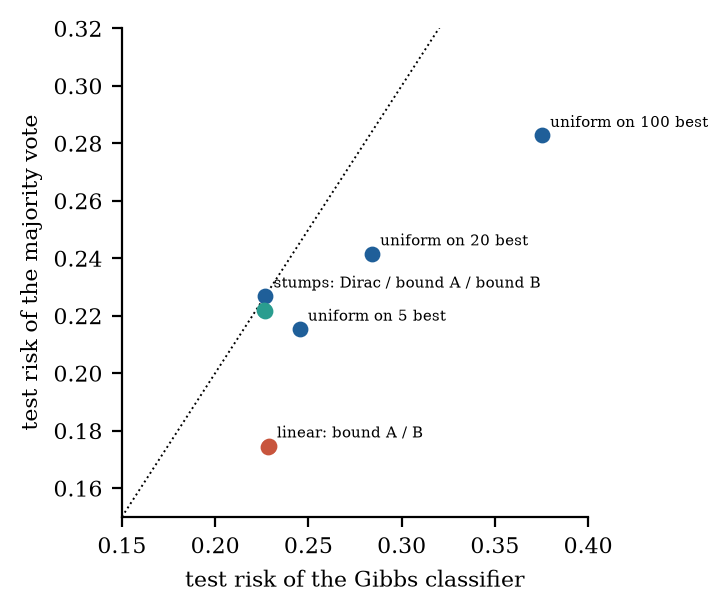 0.32
0.30
0.28
0.26
0.24
0.22
0.20
0.18
0.16
test risk of the majority vote
uniform on 100 best
uniform on 20 best
stumps: Dirac / bound A / bound B
uniform on 5 best
linear: bound A / B
0.15 0.20 0.25 0.30 0.35 0.40
test risk of the Gibbs classifier